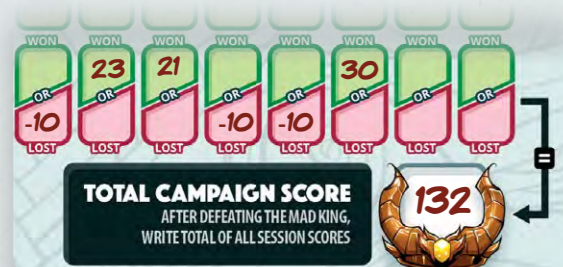 WON WON WON WON WON WON WON WON
23 21 30
OR OR OR OR OR OR OR OR
-10 -10 -10
LOST LOST LOST LOST LOST LOST LOST LOST
=
TOTAL CAMPAIGN SCORE
AFTER DEFEATING THE MAD KING,
WRITE TOTAL OF ALL SESSION SCORES
132